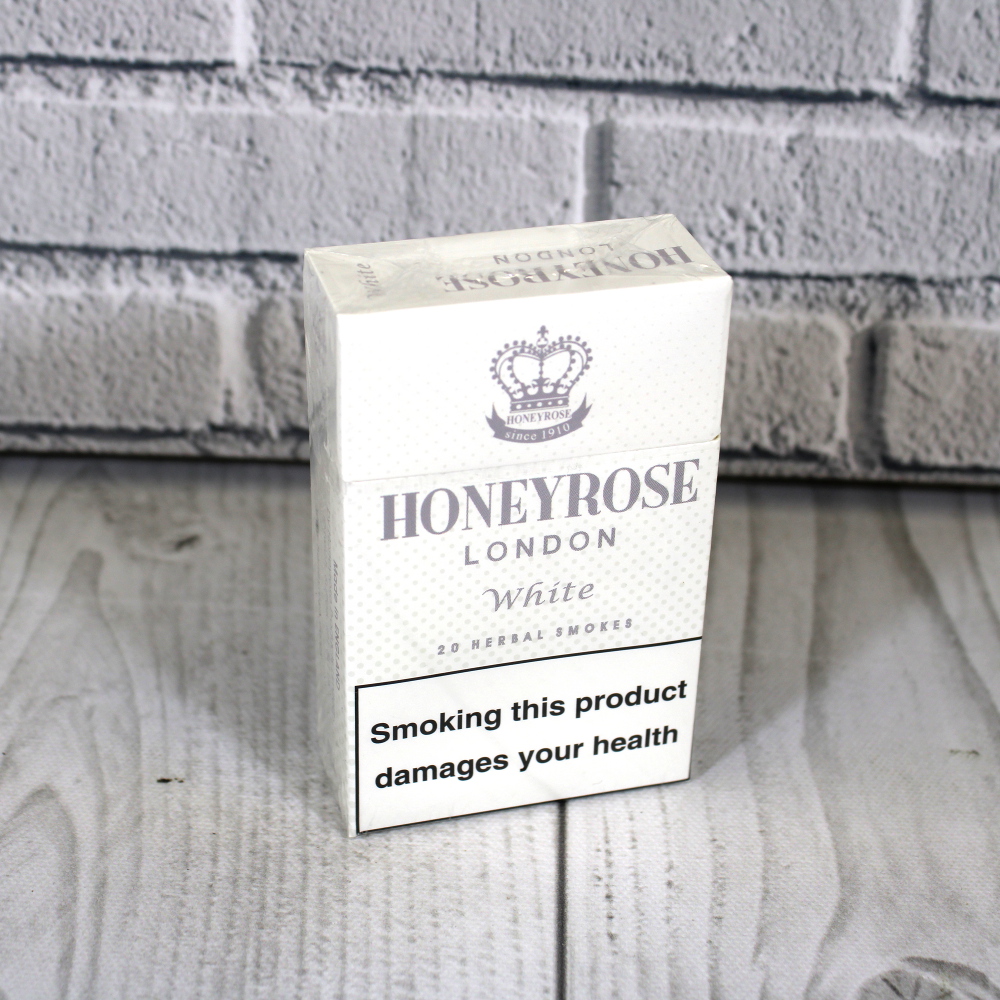 White
LONDON
HONEYROSE
HONEYROSE
since 1910
HONEYROSE
LONDON
White
20 HERBAL SMOKES
Smoking this product
damages your health